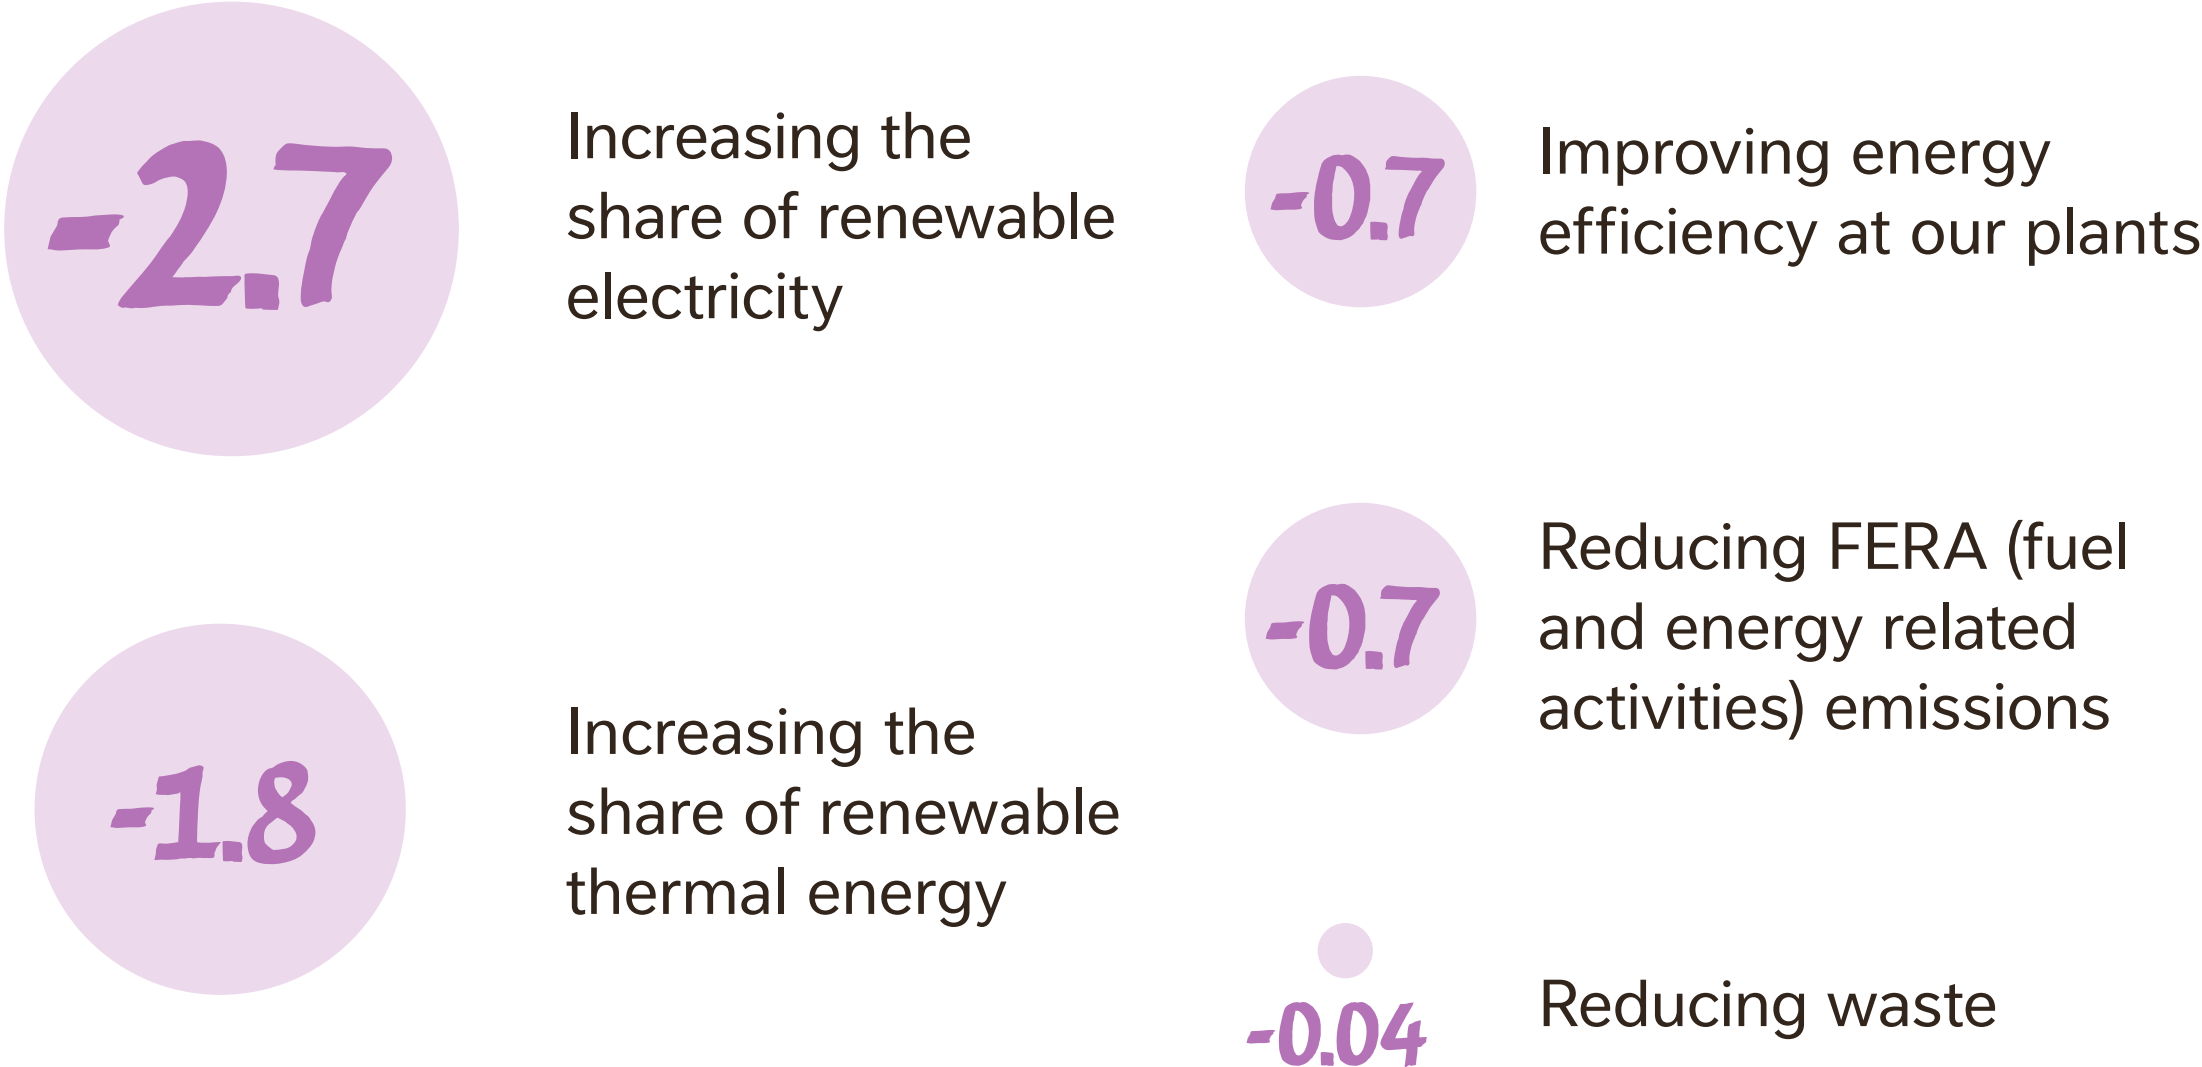 -2.7
Increasing the
share of renewable
electricity
-1.8
Increasing the
share of renewable
thermal energy
-0.7
Improving energy
efficiency at our plants
-0.7
Reducing FERA (fuel
and energy related
activities) emissions
-0.04
Reducing waste